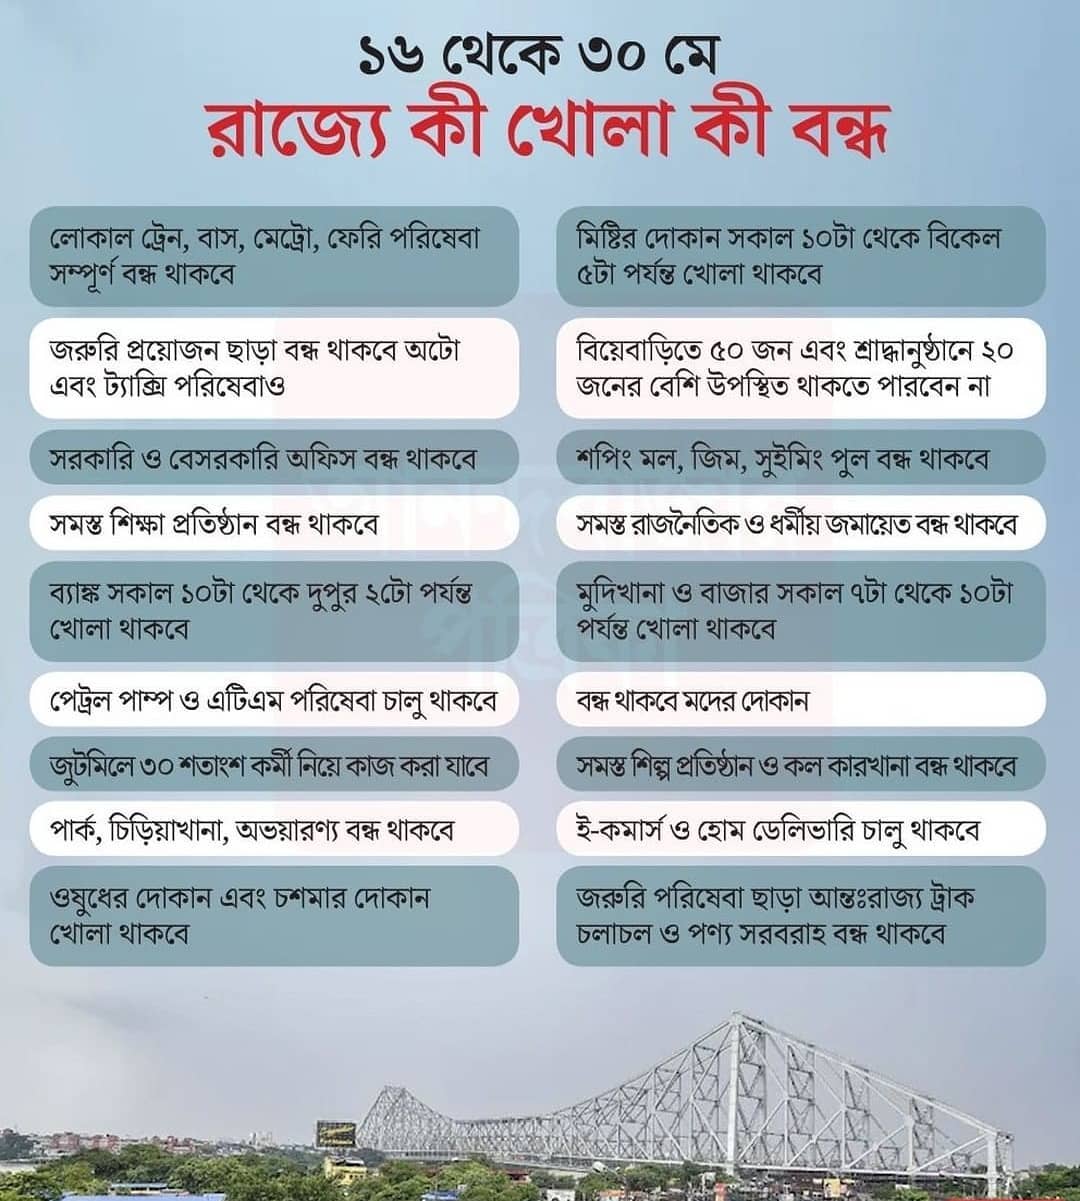 ১৬ থেকে ৩০ মে
রাজ্যে কী খোলা কী বন্ধ
লোকাল ট্রেন, বাস, মেট্রো, ফেরি পরিষেবা
সম্পূর্ণ বন্ধ থাকবে
জরুরি প্রয়োজন ছাড়া বন্ধ থাকবে অটো
এবং ট্যাক্সি পরিষেবাও
সরকারি ও বেসরকারি অফিস বন্ধ থাকবে
সমস্ত শিক্ষা প্রতিষ্ঠান বন্ধ থাকবে
ব্যাঙ্ক সকাল ১০টা থেকে দুপুর ২টো পর্যন্ত
খোলা থাকবে
পেট্রল পাম্প ও এটিএম পরিষেবা চালু থাকবে
জুটমিলে ৩০ শতাংশ কর্মী নিয়ে কাজ করা যাবে
পার্ক, চিড়িয়াখানা, অভয়ারণ্য বন্ধ থাকবে
ওষুধের দোকান এবং চশমার দোকান
খোলা থাকবে
মিষ্টির দোকান সকাল ১০টা থেকে বিকেল
৫টা পর্যন্ত খোলা থাকবে
বিয়েবাড়িতে ৫০ জন এবং শ্রাদ্ধানুষ্ঠানে ২০
জনের বেশি উপস্থিত থাকতে পারবেন না
শপিং মল, জিম, সুইমিং পুল বন্ধ থাকবে
সমস্ত রাজনৈতিক ও ধর্মীয় জমায়েত বন্ধ থাকবে
মুদিখানা ও বাজার সকাল ৭টা থেকে ১০টা
পর্যন্ত খোলা থাকবে
বন্ধ থাকবে মদের দোকান
সমস্ত শিল্প প্রতিষ্ঠান ও কল কারখানা বন্ধ থাকবে
ই-কমার্স ও হোম ডেলিভারি চালু থাকবে
জরুরি পরিষেবা ছাড়া আন্তঃরাজ্য ট্রাক
চলাচল ও পণ্য সরবরাহ বন্ধ থাকবে